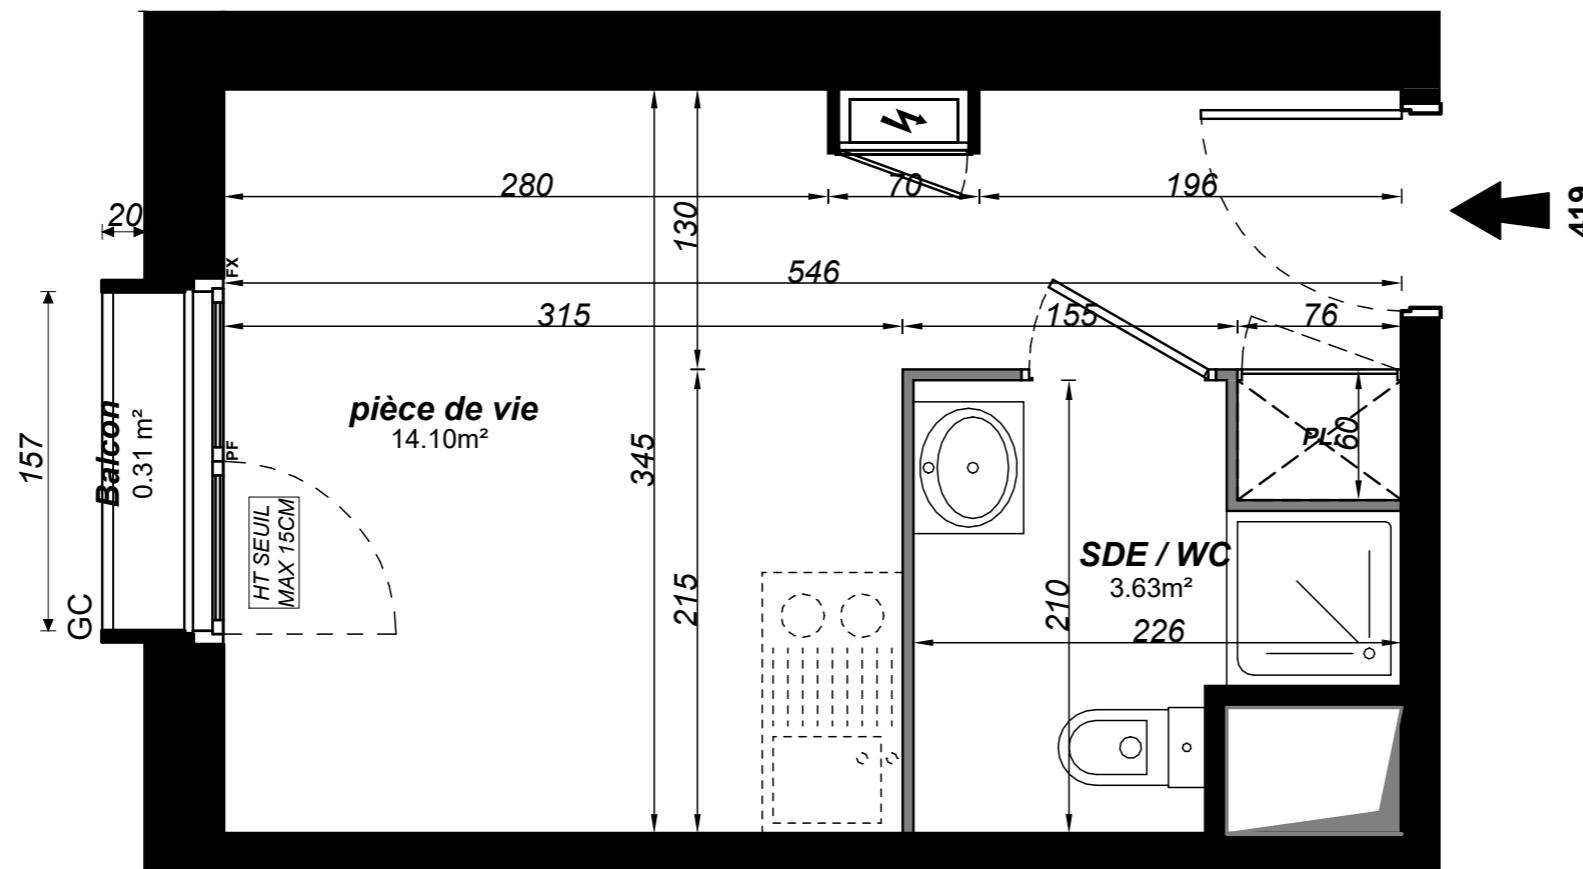 280
70
196
419
20
130
FX
546
315
155
76
pièce de vie
14.10m²
Balcon
0.31 m²
157
PF
345
PL.
60
HT SEUIL
MAX 15CM
SDE / WC
3.63m²
215
210
226
GC